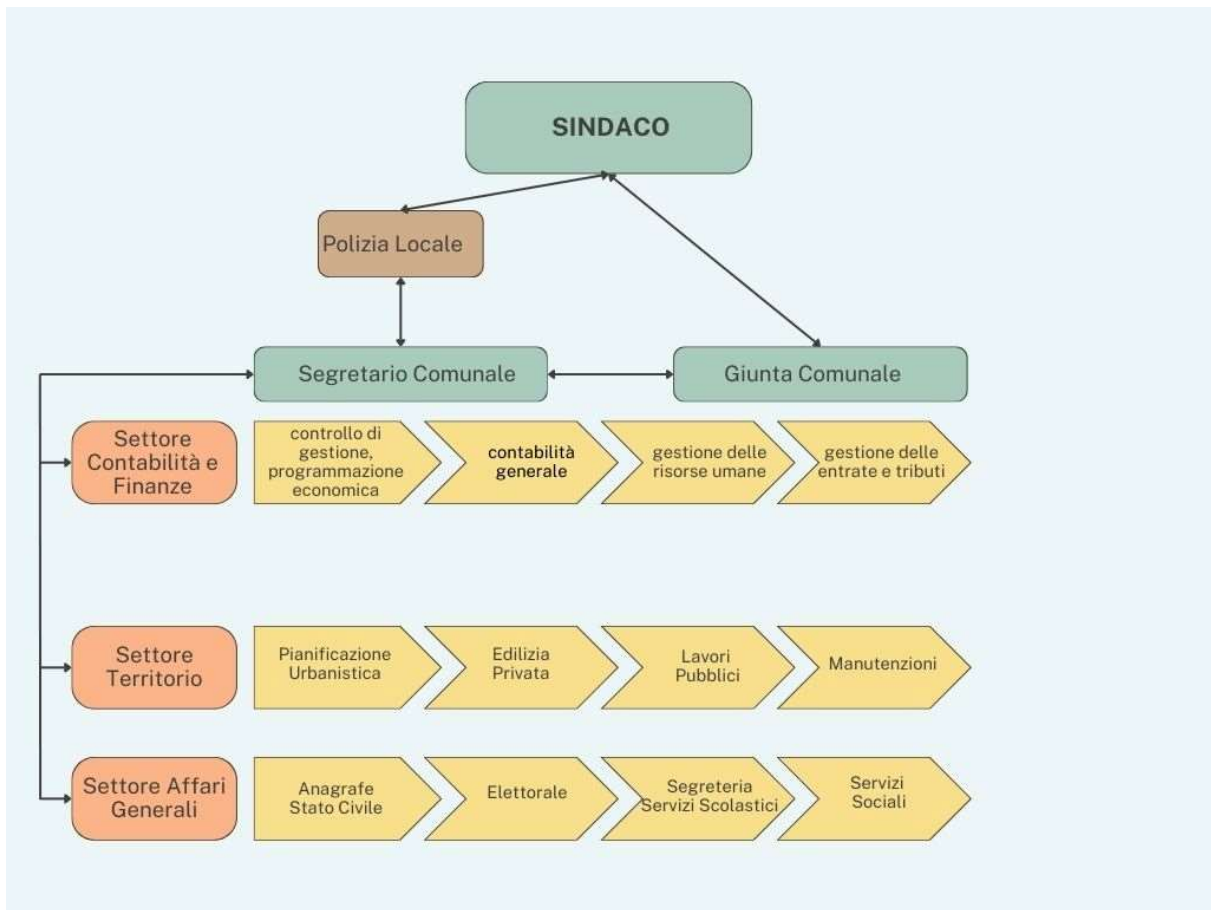 SINDACO
Polizia Locale
Segretario Comunale
Giunta Comunale
Settore
Contabilità e
Finanze
controllo di
gestione,
programmazione
economica
contabilità
generale
gestione delle
risorse umane
gestione delle
entrate e tributi
Settore
Territorio
Pianificazione
Urbanistica
Edilizia
Privata
Lavori
Pubblici
Manutenzioni
Settore Affari
Generali
Anagrafe
Stato Civile
Elettorale
Segreteria
Servizi Scolastici
Servizi
Sociali